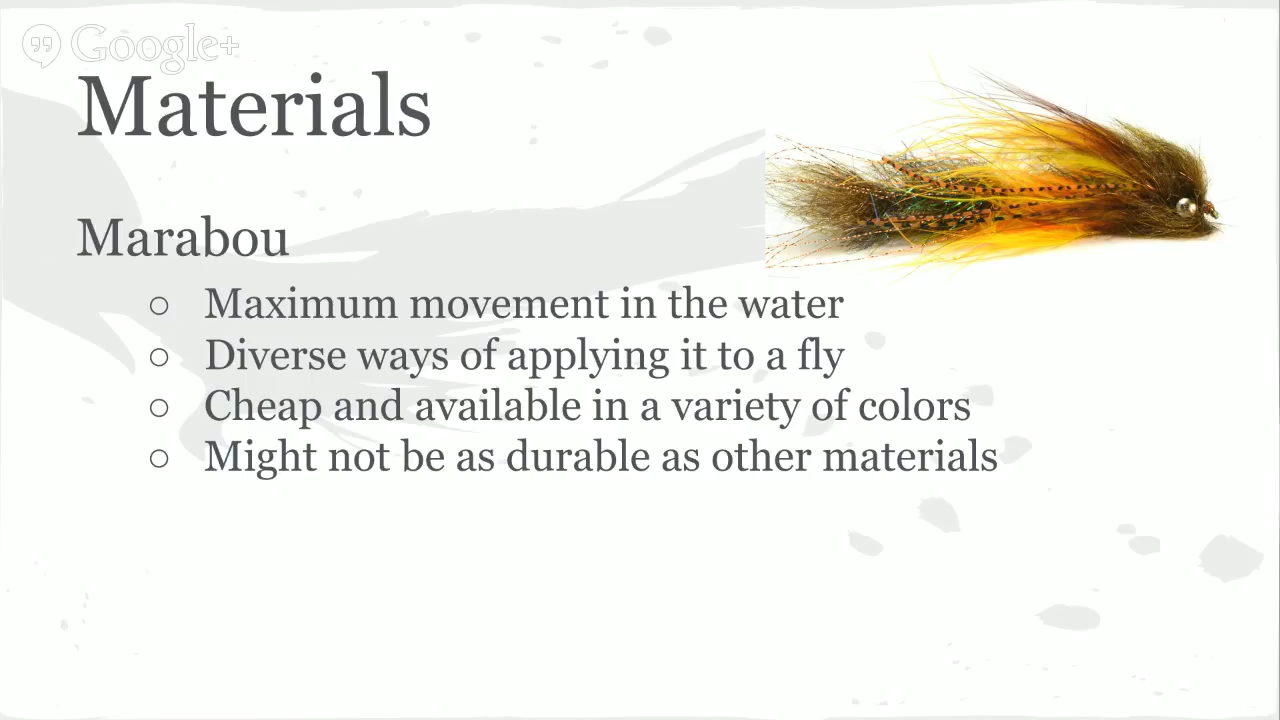 Google+
Materials
Marabou
○ Maximum movement in the water
○ Diverse ways of applying it to a fly
○ Cheap and available in a variety of colors
○ Might not be as durable as other materials